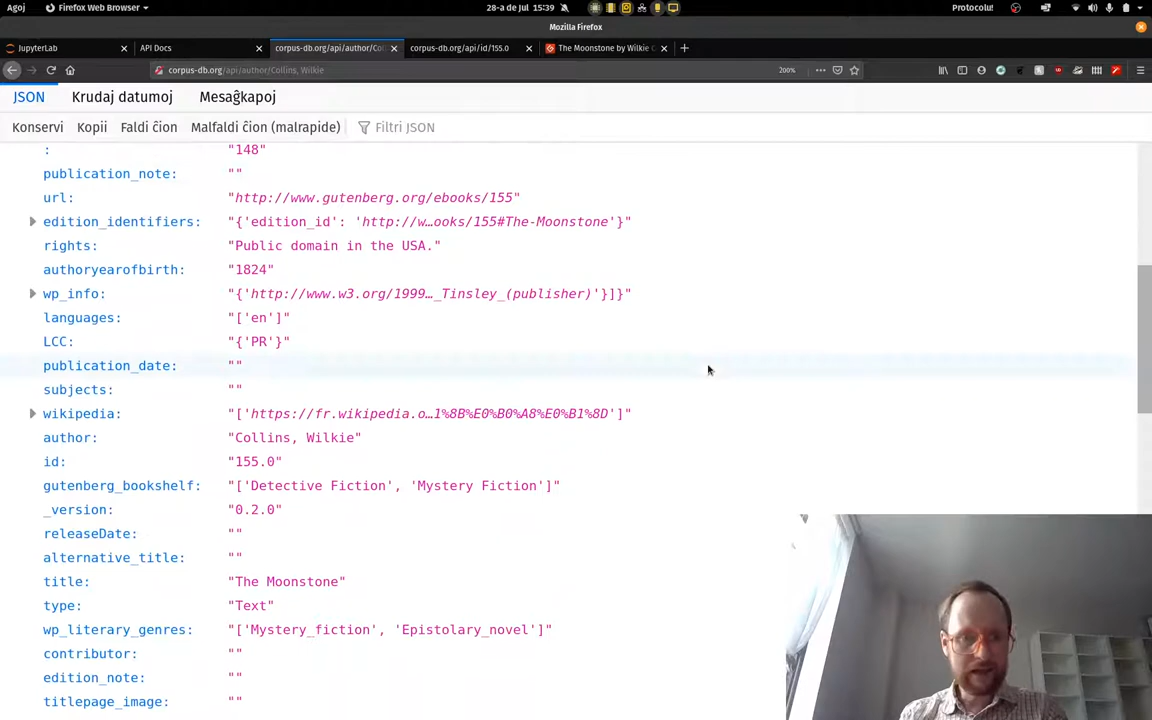 Agoj
Firefox Web Browser
28-a de Jul 15:39
Protocolu!
Mozilla Firefox
JupyterLab
API Docs
corpus-db.org/api/author/Col
corpus-db.org/api/id/155.0
The Moonstone by Wilkie C
corpus-db.org/api/author/Collins, Wilkie
200%
JSON
Krudaj datumoj
Mesaĝkapoj
Konservi
Kopii
Faldi ĉion
Malfaldi ĉion (malrapide)
Filtri JSON
: "148"
publication_note: ""
url: "http://www.gutenberg.org/ebooks/155"
edition_identifiers: "{'edition_id': 'http://w…ooks/155#The-Moonstone'}"
rights: "Public domain in the USA."
authoryearofbirth: "1824"
wp_info: "{'http://www.w3.org/1999…_Tinsley_(publisher)'}]}"
languages: "['en']"
LCC: "{'PR'}"
publication_date: ""
subjects: ""
wikipedia: "['https://fr.wikipedia.o…1%8B%E0%B0%A8%E0%B1%8D']"
author: "Collins, Wilkie"
id: "155.0"
gutenberg_bookshelf: "['Detective Fiction', 'Mystery Fiction']"
_version: "0.2.0"
releaseDate: ""
alternative_title: ""
title: "The Moonstone"
type: "Text"
wp_literary_genres: "['Mystery_fiction', 'Epistolary_novel']"
contributor: ""
edition_note: ""
titlepage_image: ""